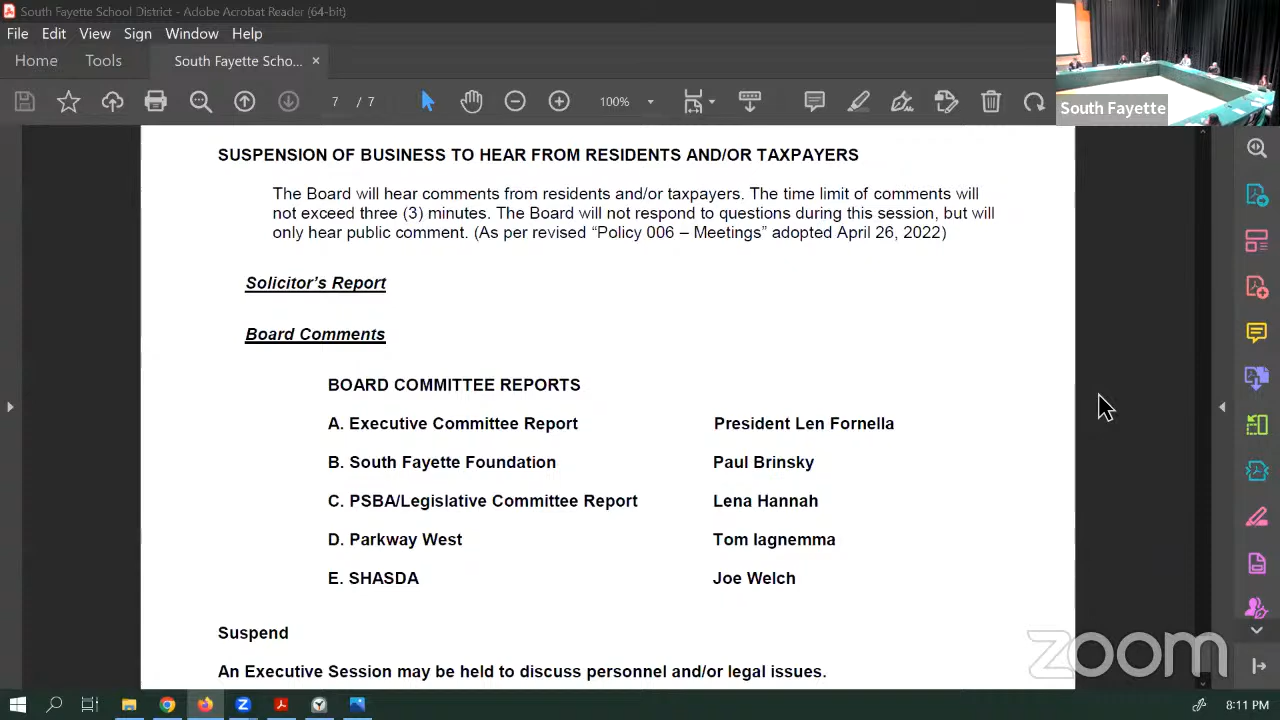 South Fayette School District - Adobe Acrobat Reader (64-bit)
File Edit View Sign Window Help
Home Tools South Fayette Scho... ×
7 / 7 100%
South Fayette
SUSPENSION OF BUSINESS TO HEAR FROM RESIDENTS AND/OR TAXPAYERS
The Board will hear comments from residents and/or taxpayers. The time limit of comments will
not exceed three (3) minutes. The Board will not respond to questions during this session, but will
only hear public comment. (As per revised “Policy 006 – Meetings” adopted April 26, 2022)
Solicitor’s Report
Board Comments
BOARD COMMITTEE REPORTS
A. Executive Committee Report President Len Fornella
B. South Fayette Foundation Paul Brinsky
C. PSBA/Legislative Committee Report Lena Hannah
D. Parkway West Tom Iagnemma
E. SHASDA Joe Welch
Suspend
An Executive Session may be held to discuss personnel and/or legal issues.
zoom
8:11 PM